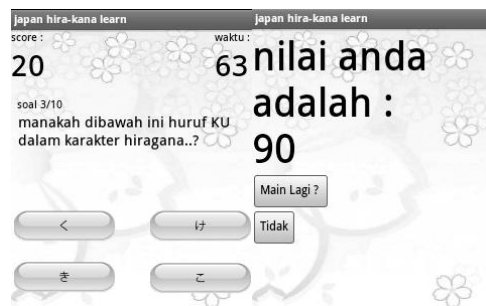 japan hira-kana learn
score :
waktu :
20
63
soal 3/10
manakah dibawah ini huruf KU
dalam karakter hiragana..?
く
け
き
こ
japan hira-kana learn
nilai anda
adalah :
90
Main Lagi ?
Tidak